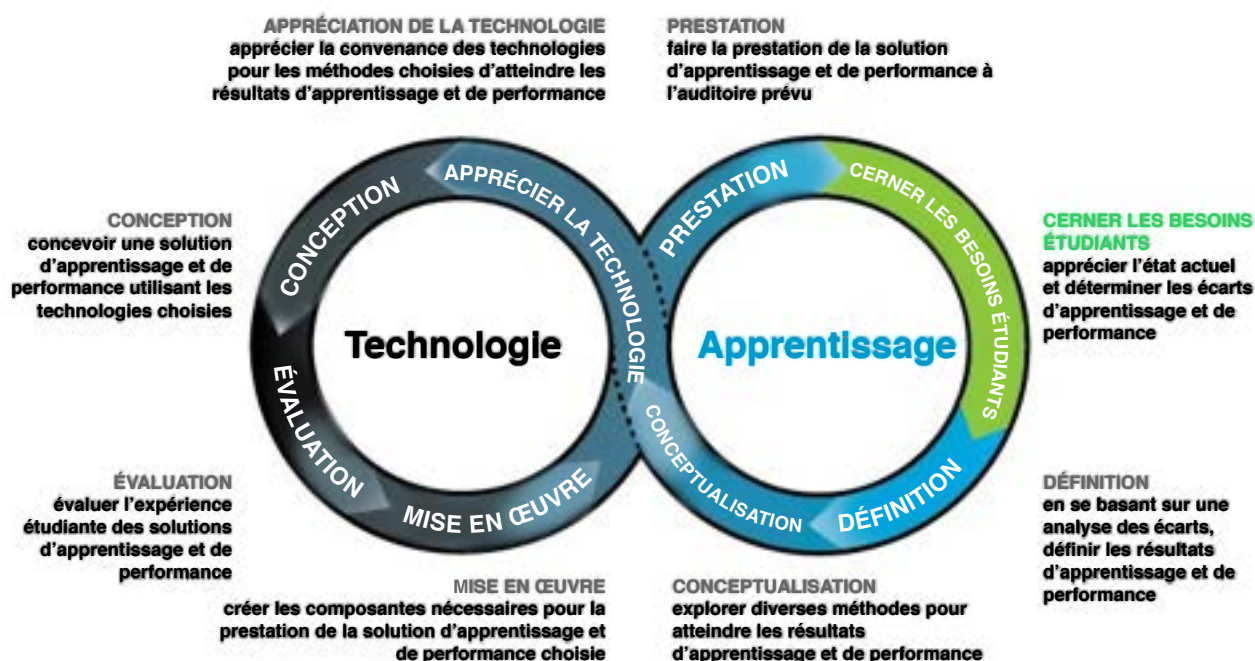 APPRÉCIATION DE LA TECHNOLOGIE
apprécier la convenance des technologies
pour les méthodes choisies d'atteindre les
résultats d'apprentissage et de performance
PRESTATION
faire la prestation de la solution
d'apprentissage et de performance à
l'auditoire prévu
CONCEPTION
concevoir une solution
d'apprentissage et de
performance utilisant les
technologies choisies
CONCEPTION
APPRÉCIER LA TECHNOLOGIE
PRESTATION
CERNER LES BESOINS ÉTUDIANTS
CERNER LES BESOINS
ÉTUDIANTS
apprécier l'état actuel
et déterminer les écarts
d'apprentissage et de
performance
Technologie
Apprentissage
ÉVALUATION
MISE EN ŒUVRE
CONCEPTUALISATION
DÉFINITION
ÉVALUATION
évaluer l'expérience
étudiante des solutions
d'apprentissage et de
performance
DÉFINITION
en se basant sur une
analyse des écarts,
définir les résultats
d'apprentissage et de
performance
MISE EN ŒUVRE
créer les composantes nécessaires pour la
prestation de la solution d'apprentissage et
de performance choisie
CONCEPTUALISATION
explorer diverses méthodes pour
atteindre les résultats
d'apprentissage et de performance